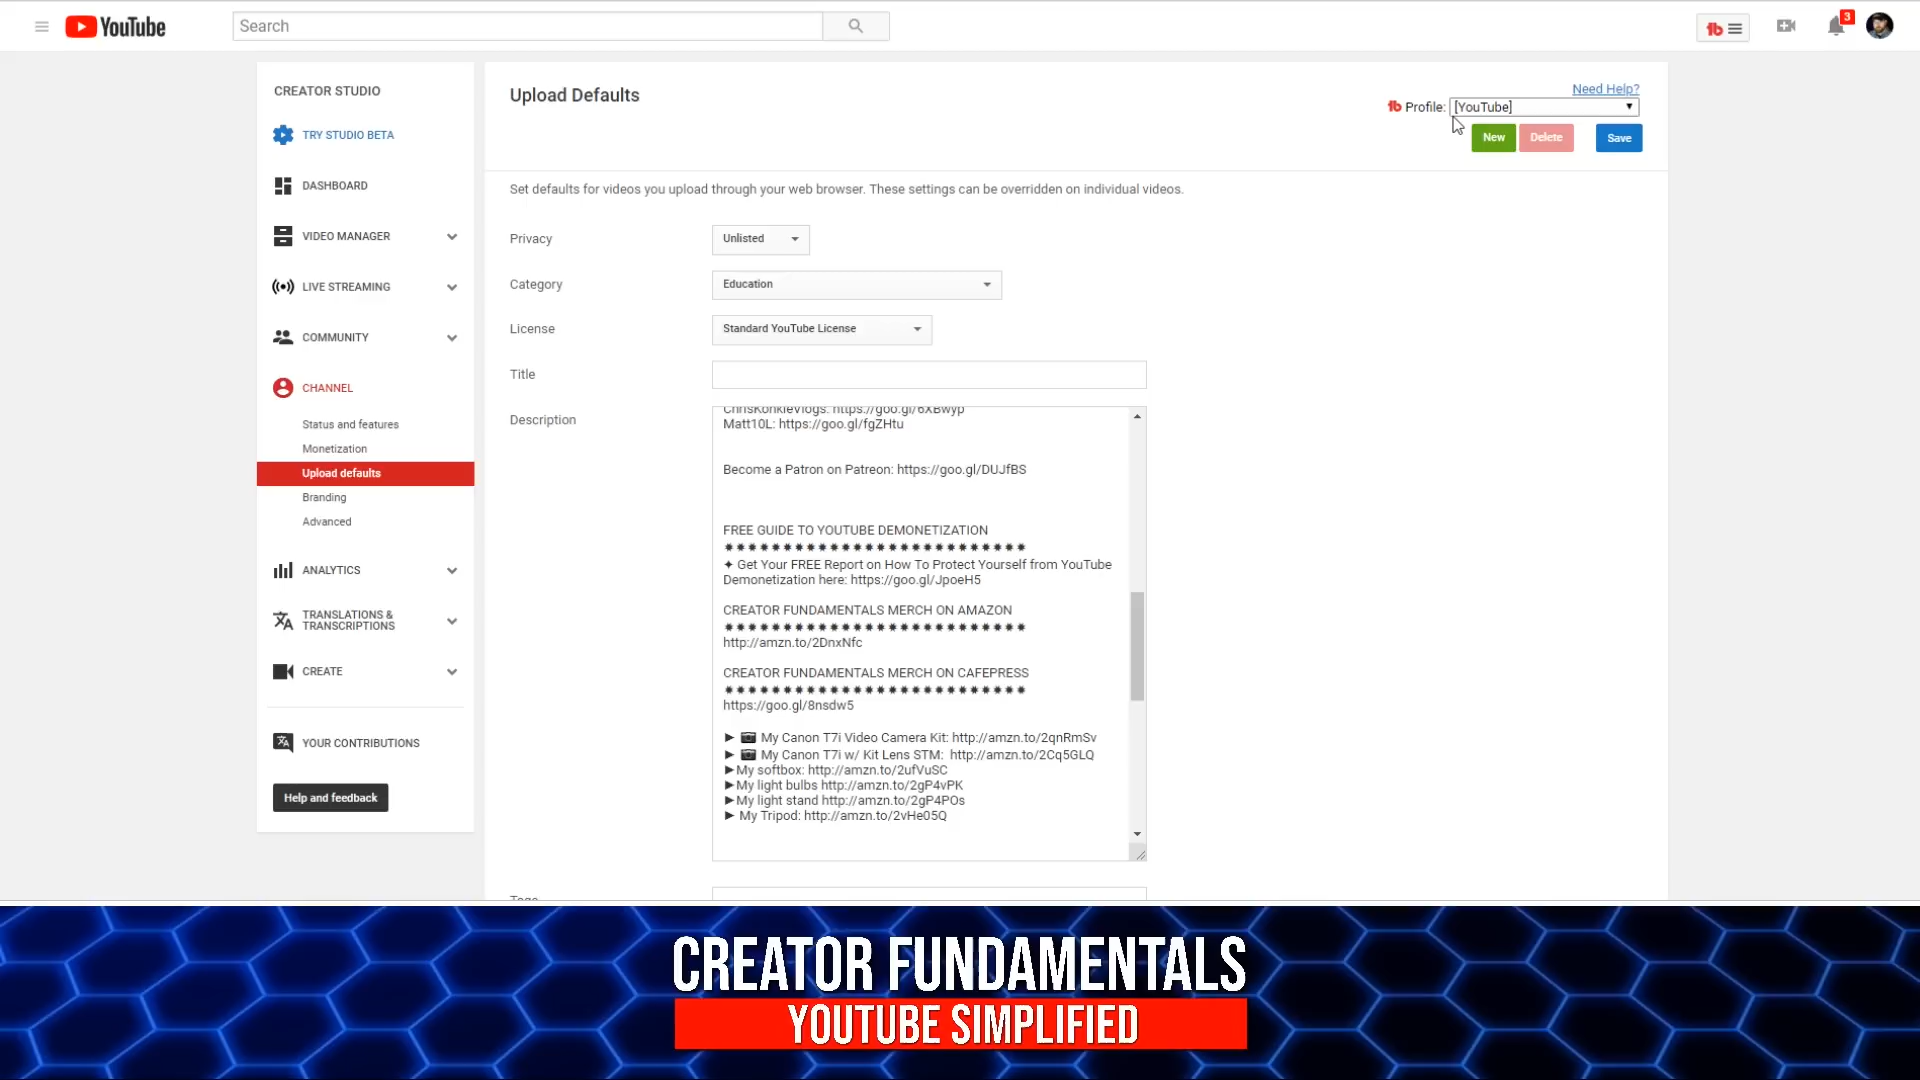 YouTube
Search
3
CREATOR STUDIO
TRY STUDIO BETA
DASHBOARD
VIDEO MANAGER
LIVE STREAMING
COMMUNITY
CHANNEL
Status and features
Monetization
Upload defaults
Branding
Advanced
ANALYTICS
TRANSLATIONS &
TRANSCRIPTIONS
CREATE
YOUR CONTRIBUTIONS
Help and feedback
Upload Defaults
Need Help?
Profile: [YouTube]
New Delete Save
Set defaults for videos you upload through your web browser. These settings can be overridden on individual videos.
Privacy Unlisted
Category Education
License Standard YouTube License
Title
Description
ChrisKonkleVlogs: https://goo.gl/6XBwyp
Matt10L: https://goo.gl/fgZHtu
Become a Patron on Patreon: https://goo.gl/DUJfBS
FREE GUIDE TO YOUTUBE DEMONETIZATION
✷✷✷✷✷✷✷✷✷✷✷✷✷✷✷✷✷✷✷✷✷✷✷✷✷✷
✦ Get Your FREE Report on How To Protect Yourself from YouTube
Demonetization here: https://goo.gl/JpoeH5
CREATOR FUNDAMENTALS MERCH ON AMAZON
✷✷✷✷✷✷✷✷✷✷✷✷✷✷✷✷✷✷✷✷✷✷✷✷✷✷
http://amzn.to/2DnxNfc
CREATOR FUNDAMENTALS MERCH ON CAFEPRESS
✷✷✷✷✷✷✷✷✷✷✷✷✷✷✷✷✷✷✷✷✷✷✷✷✷✷
https://goo.gl/8nsdw5
► 📷 My Canon T7i Video Camera Kit: http://amzn.to/2qnRmSv
► 📷 My Canon T7i w/ Kit Lens STM: http://amzn.to/2Cq5GLQ
►My softbox: http://amzn.to/2ufVuSC
►My light bulbs http://amzn.to/2gP4vPK
►My light stand http://amzn.to/2gP4POs
► My Tripod: http://amzn.to/2vHe05Q
Tags
CREATOR FUNDAMENTALS
YOUTUBE SIMPLIFIED